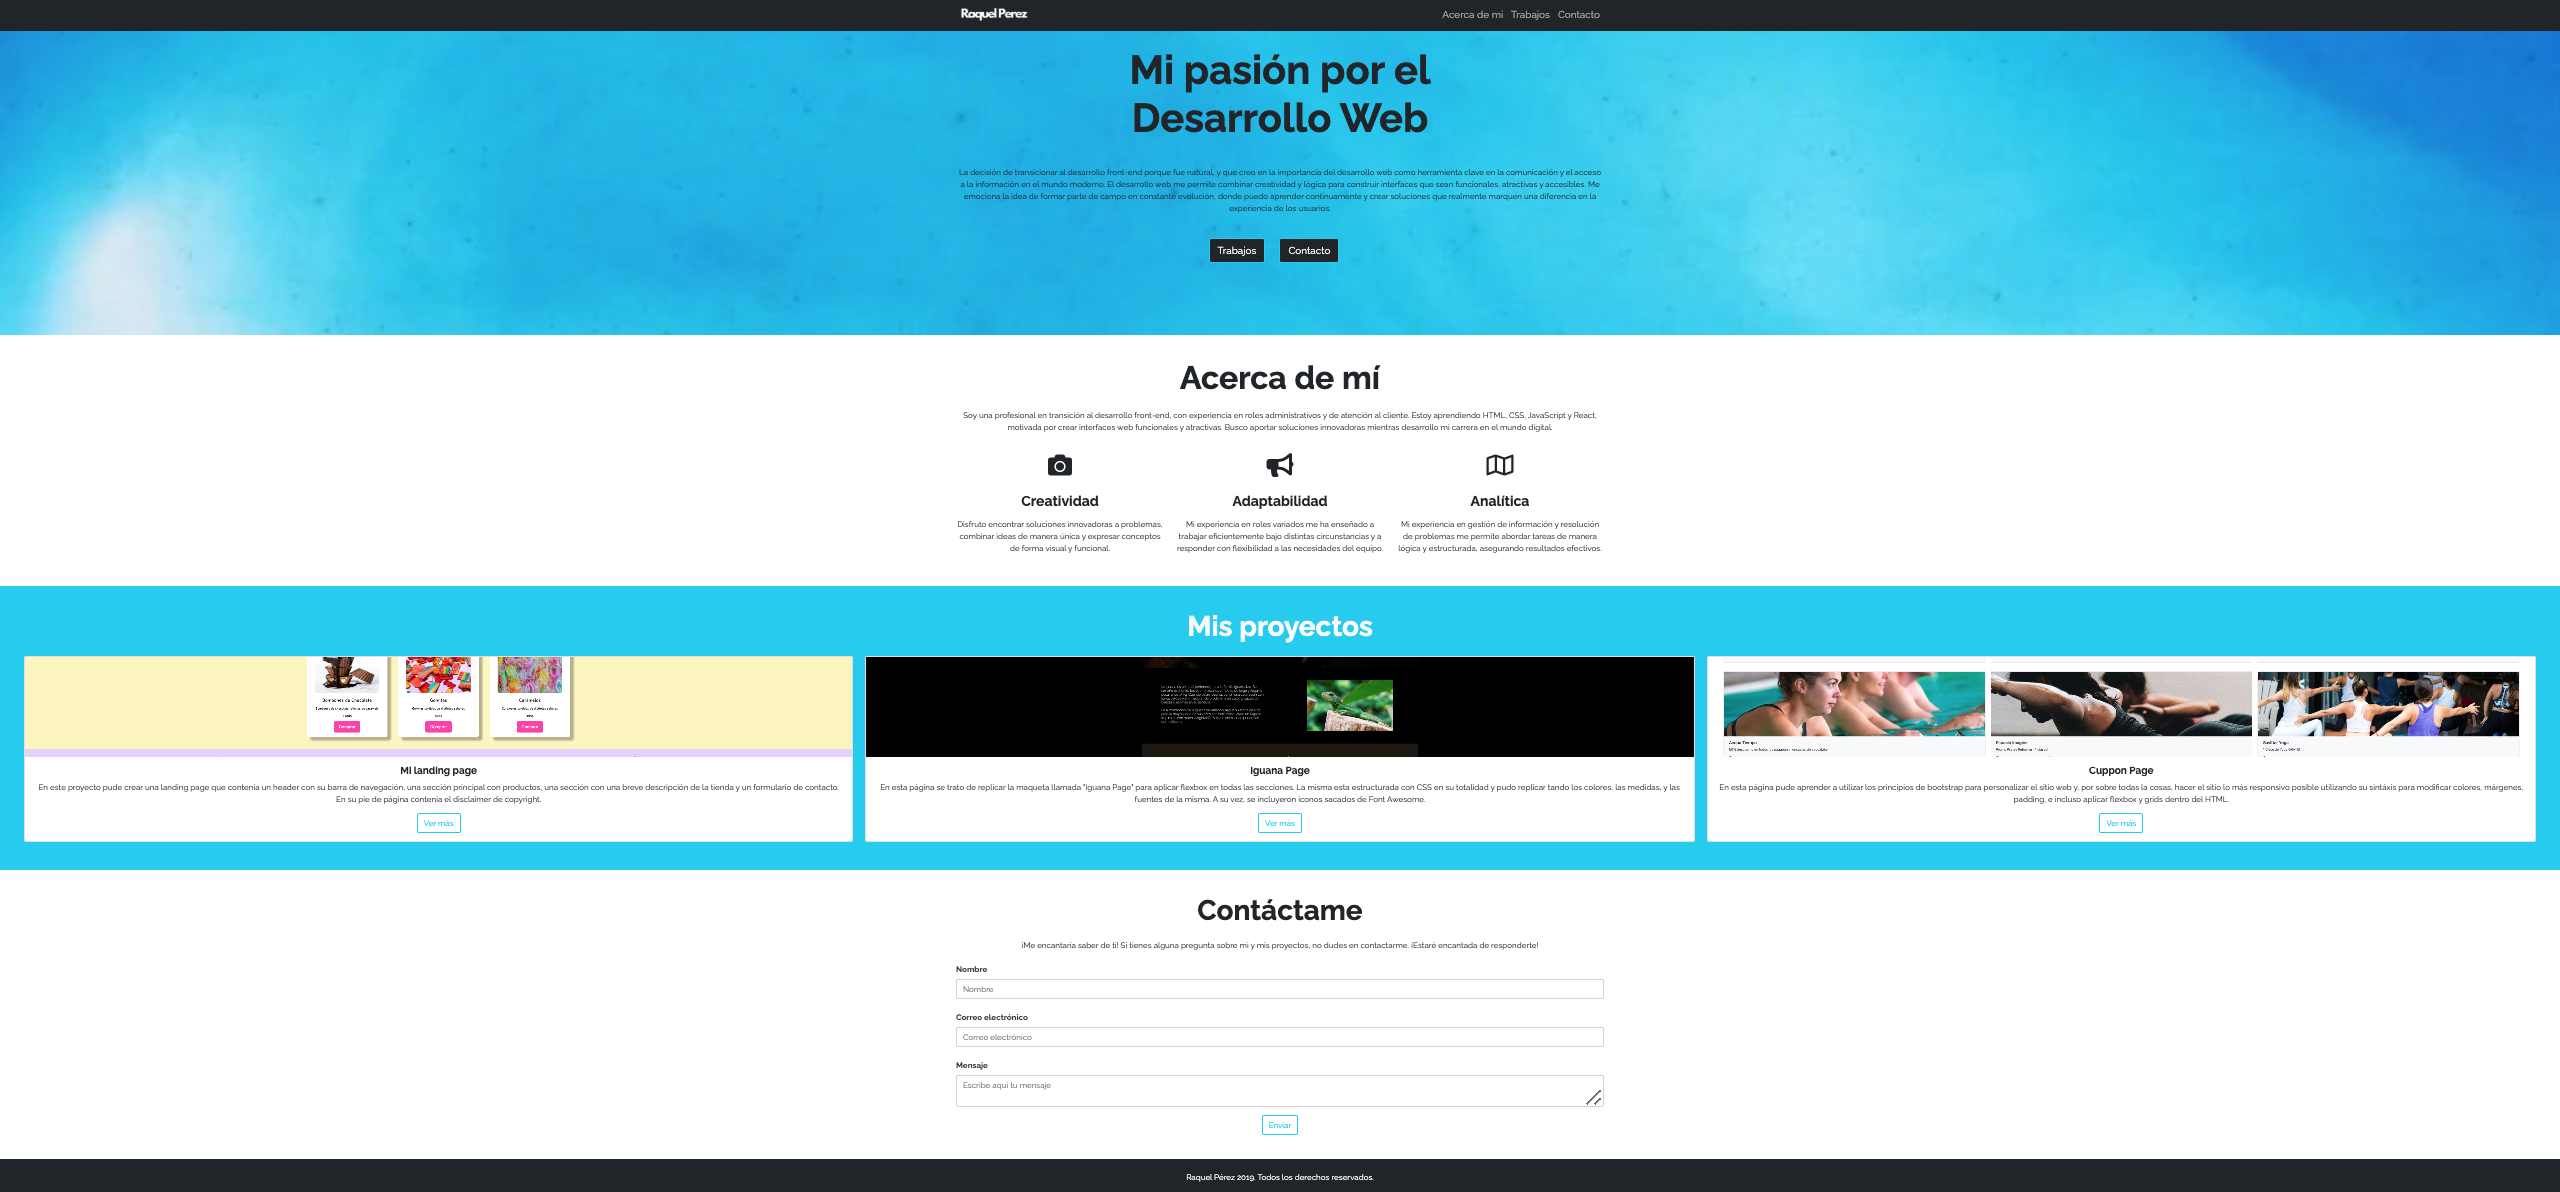 Raquel Perez
Acerca de mi Trabajos Contacto
Mi pasión por el
Desarrollo Web
La decisión de transicionar al desarrollo front-end porque fue natural, y que creo en la importancia del desarrollo web como herramienta clave en la comunicación y el acceso
a la información en el mundo moderno. El desarrollo web me permite combinar creatividad y lógica para construir interfaces que sean funcionales, atractivas y accesibles. Me
emociona la idea de formar parte de campo en constante evolución, donde puedo aprender continuamente y crear soluciones que realmente marquen una diferencia en la
experiencia de los usuarios.
Trabajos
Contacto
Acerca de mí
Soy una profesional en transición al desarrollo front-end, con experiencia en roles administrativos y de atención al cliente. Estoy aprendiendo HTML, CSS, JavaScript y React,
motivada por crear interfaces web funcionales y atractivas. Busco aportar soluciones innovadoras mientras desarrollo mi carrera en el mundo digital.
Creatividad
Disfruto encontrar soluciones innovadoras a problemas,
combinar ideas de manera única y expresar conceptos
de forma visual y funcional.
Adaptabilidad
Mi experiencia en roles variados me ha enseñado a
trabajar eficientemente bajo distintas circunstancias y a
responder con flexibilidad a las necesidades del equipo.
Analítica
Mi experiencia en gestión de información y resolución
de problemas me permite abordar tareas de manera
lógica y estructurada, asegurando resultados efectivos.
Mis proyectos
Bombones de Chocolate
Comprar
Gomitas
Comprar
Caramelos
Comprar
Mi landing page
En este proyecto pude crear una landing page que contenía un header con su barra de navegación, una sección principal con productos, una sección con una breve descripción de la tienda y un formulario de contacto.
En su pie de página contenía el disclaimer de copyright.
Ver más
Iguana Page
En esta página se trato de replicar la maqueta llamada "Iguana Page" para aplicar flexbox en todas las secciones. La misma esta estructurada con CSS en su totalidad y pudo replicar tando los colores, las medidas, y las
fuentes de la misma. A su vez, se incluyeron íconos sacados de Font Awesome.
Ver más
Acqua Tiempo
Cuppon Page
En esta página pude aprender a utilizar los principios de bootstrap para personalizar el sitio web y, por sobre todas la cosas, hacer el sitio lo más responsivo posible utilizando su sintáxis para modificar colores, márgenes,
padding, e incluso aplicar flexbox y grids dentro del HTML.
Ver más
Contáctame
¡Me encantaría saber de ti! Si tienes alguna pregunta sobre mi y mis proyectos, no dudes en contactarme. ¡Estaré encantada de responderte!
Nombre
Nombre
Correo electrónico
Correo electrónico
Mensaje
Escribe aquí tu mensaje
Enviar
Raquel Pérez 2019. Todos los derechos reservados.